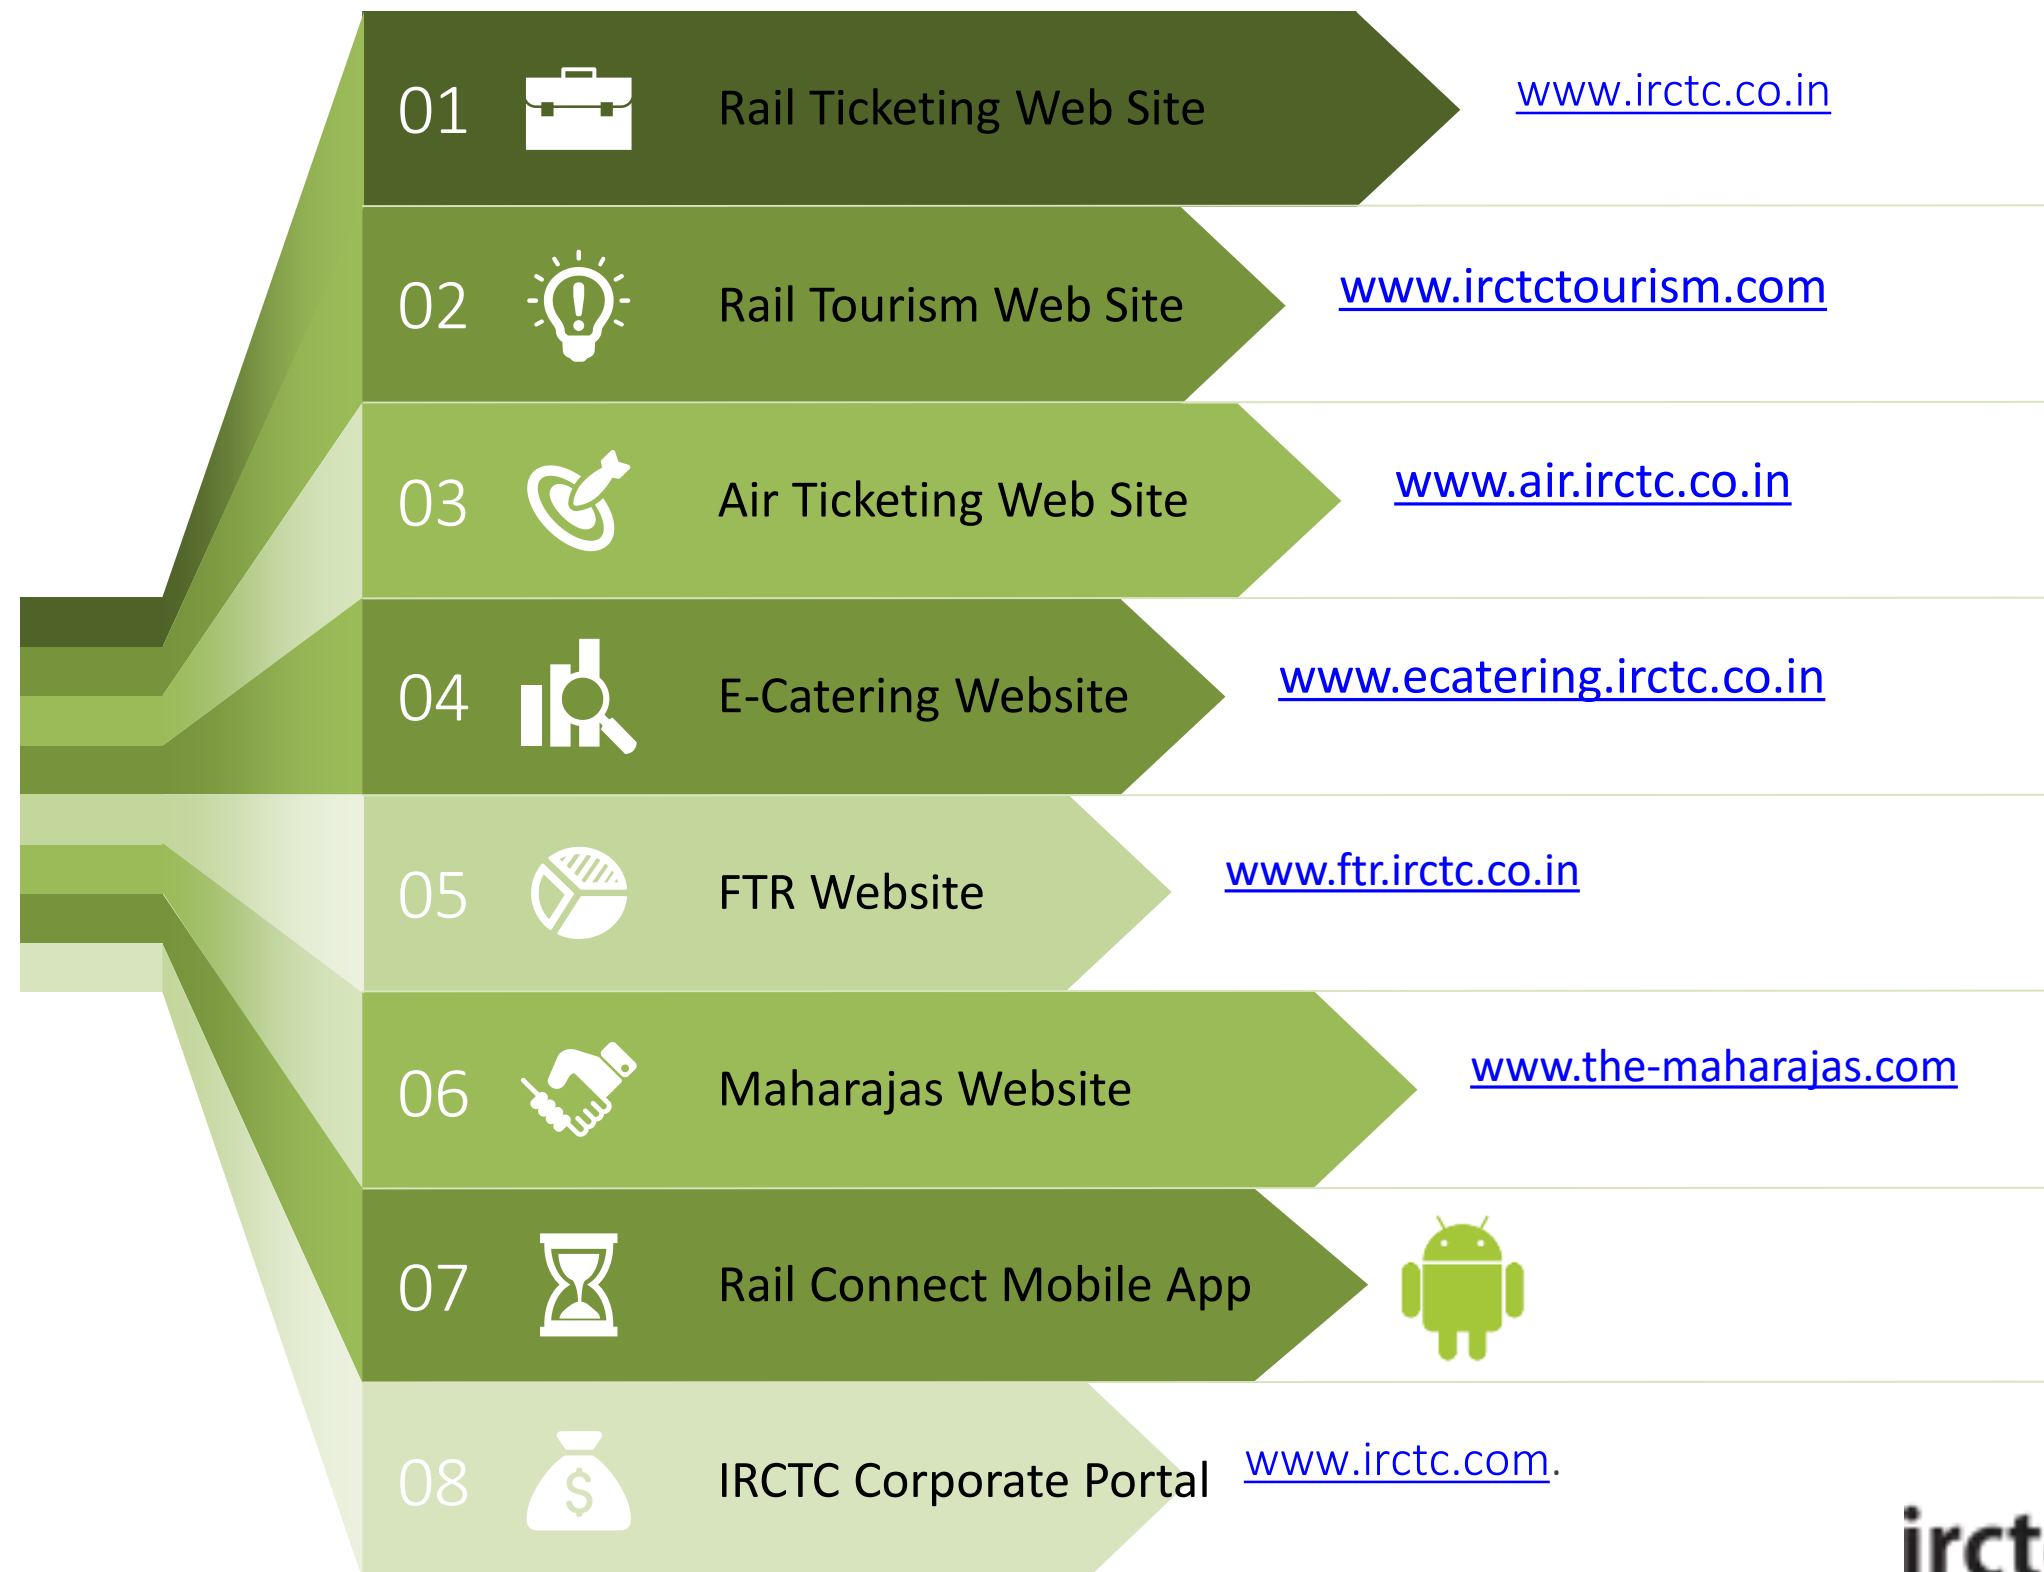 01 Rail Ticketing Web Site www.irctc.co.in
02 Rail Tourism Web Site www.irctctourism.com
03 Air Ticketing Web Site www.air.irctc.co.in
04 E-Catering Website www.ecatering.irctc.co.in
05 FTR Website www.ftr.irctc.co.in
06 Maharajas Website www.the-maharajas.com
07 Rail Connect Mobile App
08 $ IRCTC Corporate Portal www.irctc.com.